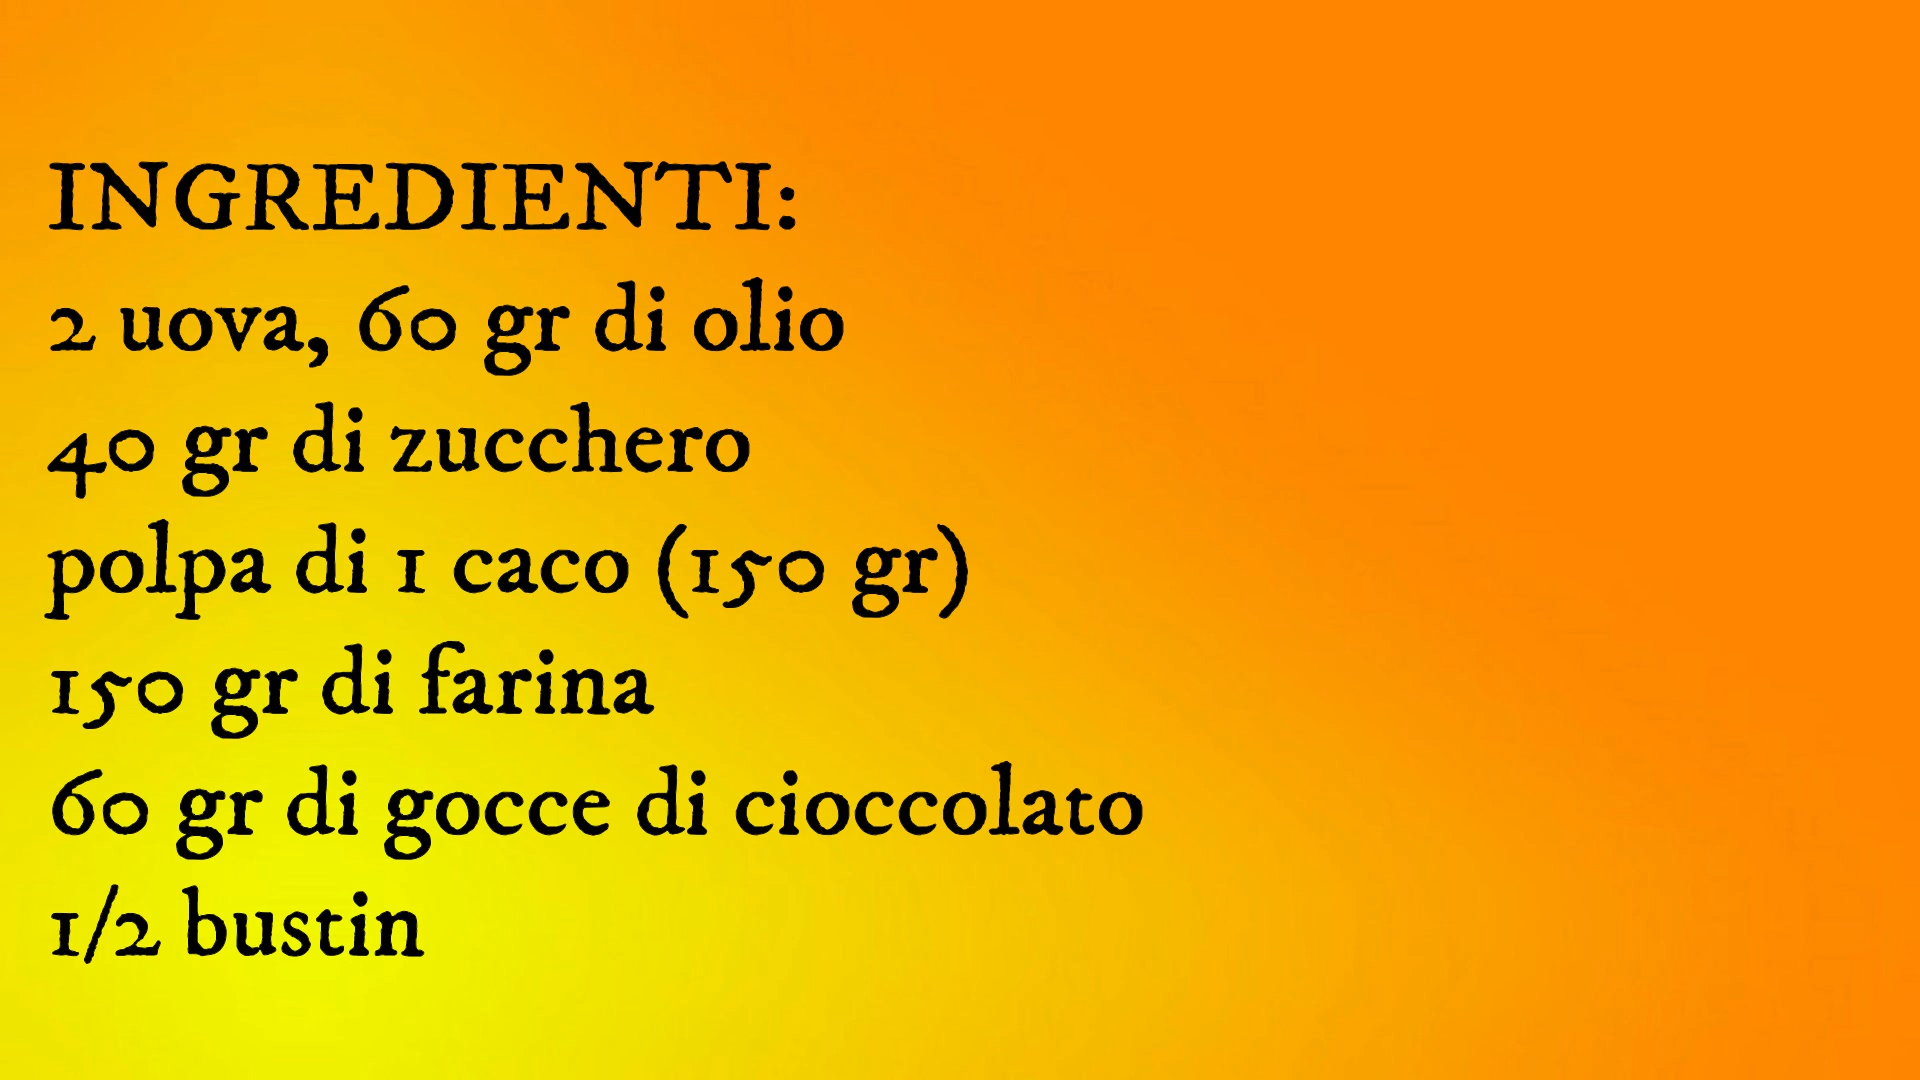 INGREDIENTI:
2 uova, 60 gr di olio
40 gr di zucchero
polpa di 1 caco (150 gr)
150 gr di farina
60 gr di gocce di cioccolato
1/2 bustin